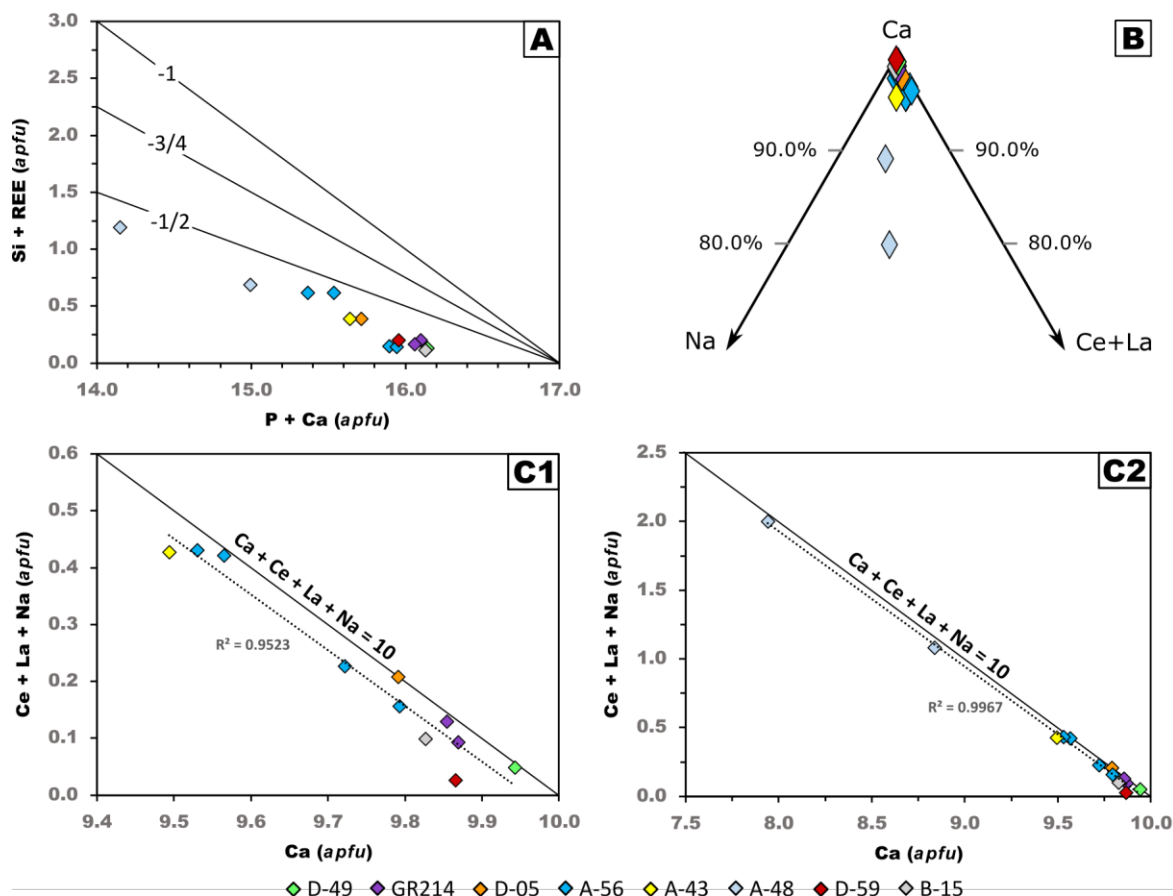 A
3.0
2.5
2.0
1.5
1.0
0.5
0.0
-1
-3/4
-1/2
Si + REE (apfu)
14.0 15.0 16.0 17.0
P + Ca (apfu)
B
Ca
90.0% 90.0%
80.0% 80.0%
Na Ce+La
C1
0.6
0.5
0.4
0.3
0.2
0.1
0.0
Ce + La + Na (apfu)
Ca + Ce + La + Na = 10
R² = 0.9523
9.4 9.5 9.6 9.7 9.8 9.9 10.0
Ca (apfu)
C2
2.5
2.0
1.5
1.0
0.5
0.0
Ce + La + Na (apfu)
Ca + Ce + La + Na = 10
R² = 0.9967
7.5 8.0 8.5 9.0 9.5 10.0
Ca (apfu)
D-49 GR214 D-05 A-56 A-43 A-48 D-59 B-15